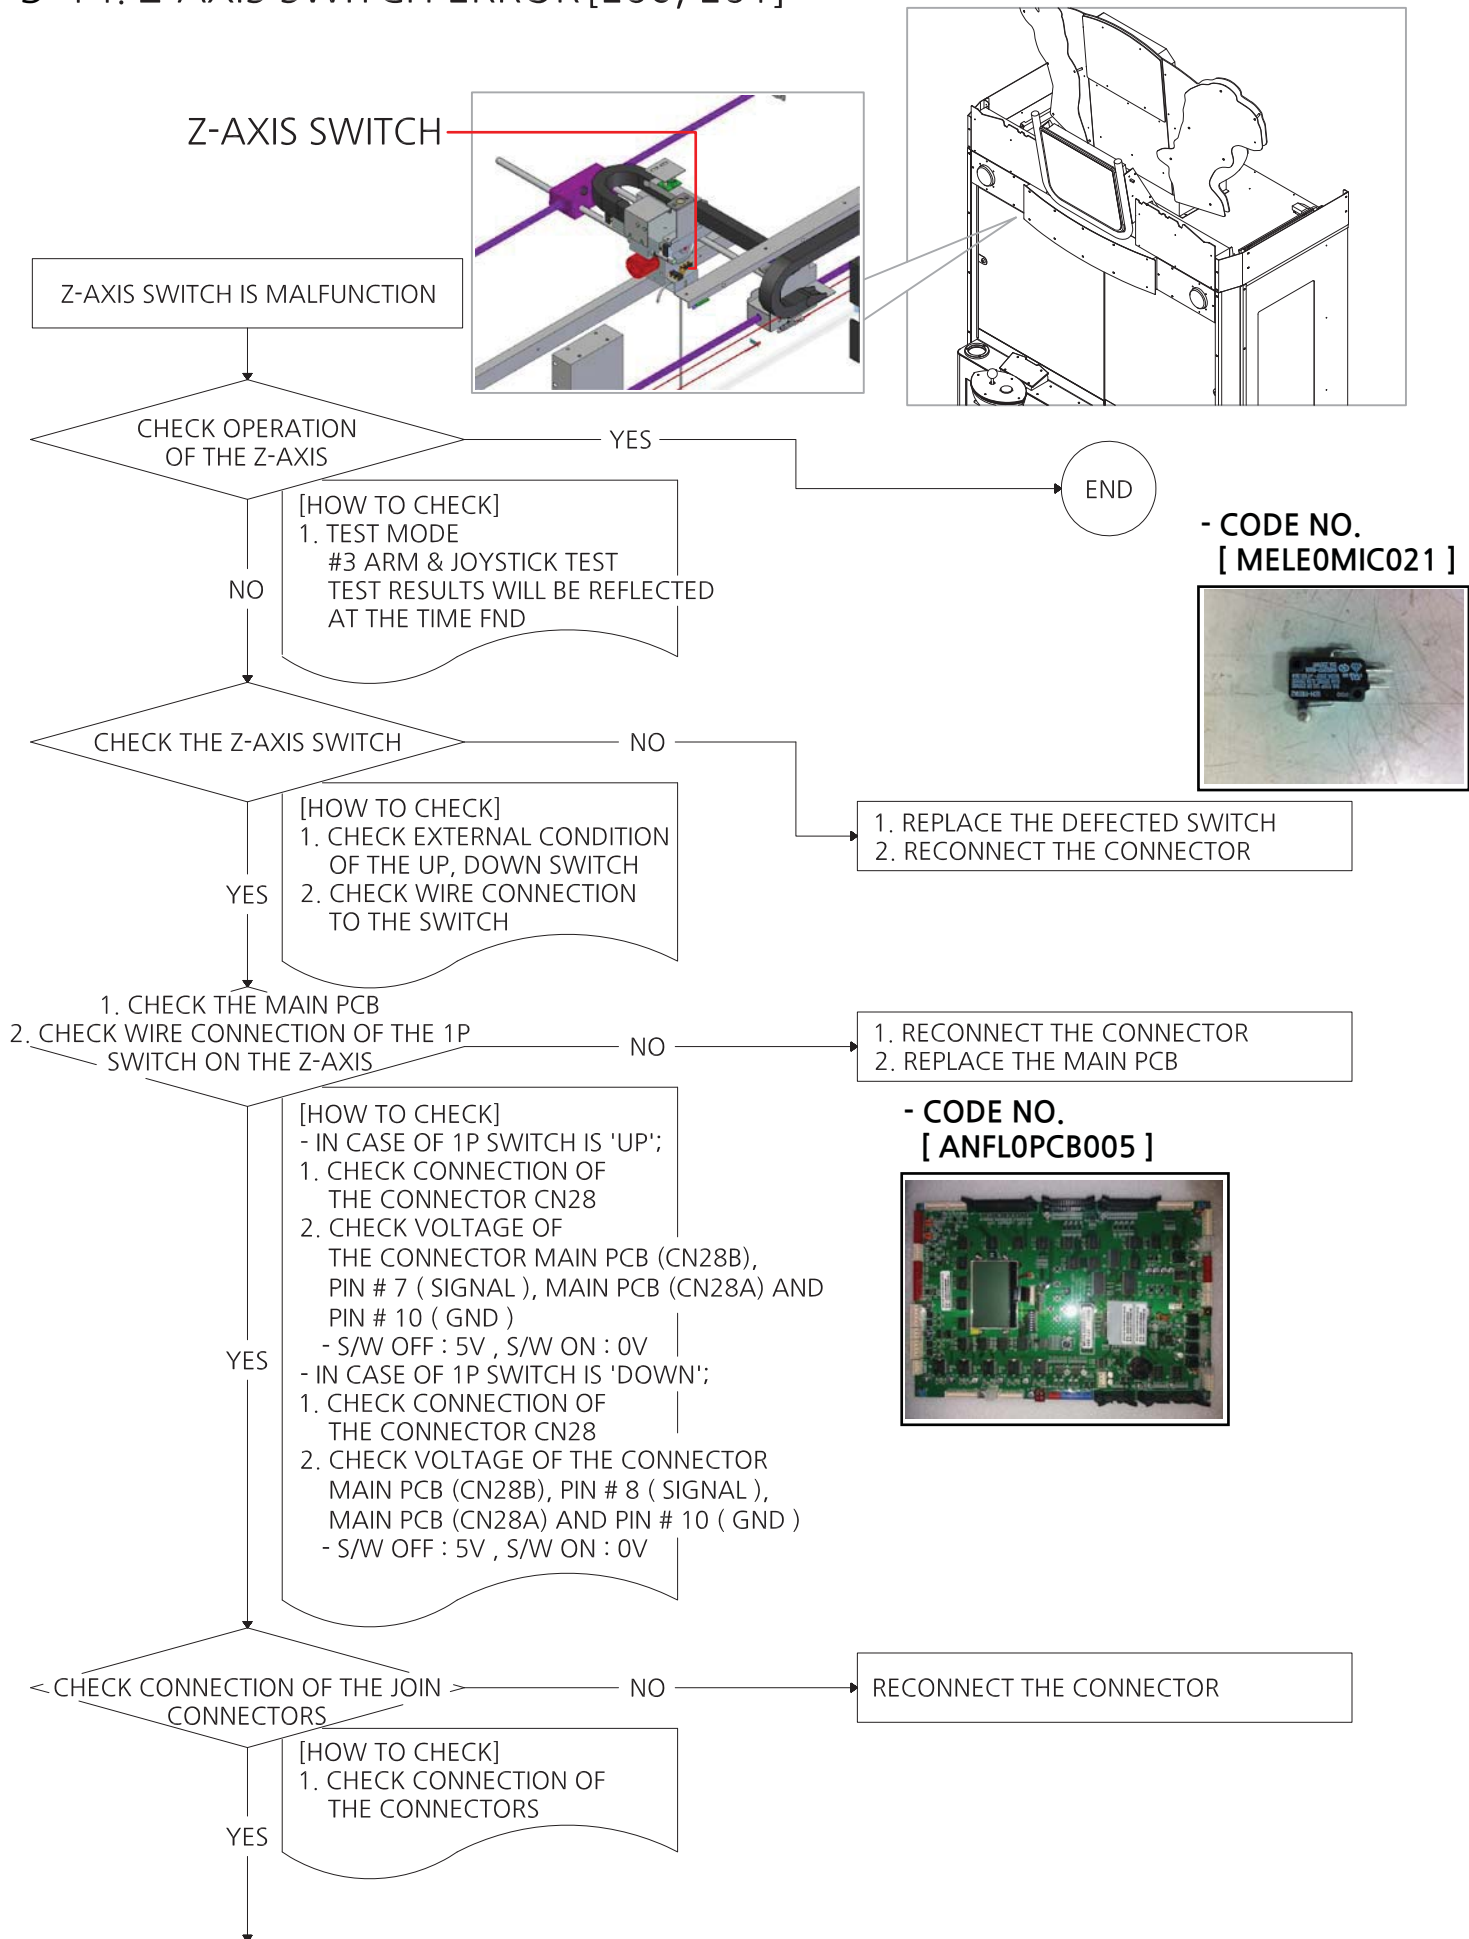 Z-AXIS SWITCH
Z-AXIS SWITCH IS MALFUNCTION
CHECK OPERATION
OF THE Z-AXIS
YES
END
[HOW TO CHECK]
1. TEST MODE
#3 ARM & JOYSTICK TEST
TEST RESULTS WILL BE REFLECTED
AT THE TIME FND
NO
- CODE NO.
[ MELE0MIC021 ]
CHECK THE Z-AXIS SWITCH
NO
1. REPLACE THE DEFECTED SWITCH
2. RECONNECT THE CONNECTOR
[HOW TO CHECK]
1. CHECK EXTERNAL CONDITION
OF THE UP, DOWN SWITCH
2. CHECK WIRE CONNECTION
TO THE SWITCH
YES
1. CHECK THE MAIN PCB
2. CHECK WIRE CONNECTION OF THE 1P
SWITCH ON THE Z-AXIS
NO
1. RECONNECT THE CONNECTOR
2. REPLACE THE MAIN PCB
- CODE NO.
[ ANFL0PCB005 ]
[HOW TO CHECK]
- IN CASE OF 1P SWITCH IS 'UP';
1. CHECK CONNECTION OF
THE CONNECTOR CN28
2. CHECK VOLTAGE OF
THE CONNECTOR MAIN PCB (CN28B),
PIN # 7 ( SIGNAL ), MAIN PCB (CN28A) AND
PIN # 10 ( GND )
- S/W OFF : 5V , S/W ON : 0V
- IN CASE OF 1P SWITCH IS 'DOWN';
1. CHECK CONNECTION OF
THE CONNECTOR CN28
2. CHECK VOLTAGE OF THE CONNECTOR
MAIN PCB (CN28B), PIN # 8 ( SIGNAL ),
MAIN PCB (CN28A) AND PIN # 10 ( GND )
- S/W OFF : 5V , S/W ON : 0V
YES
CHECK CONNECTION OF THE JOIN
CONNECTORS
NO
RECONNECT THE CONNECTOR
[HOW TO CHECK]
1. CHECK CONNECTION OF
THE CONNECTORS
YES